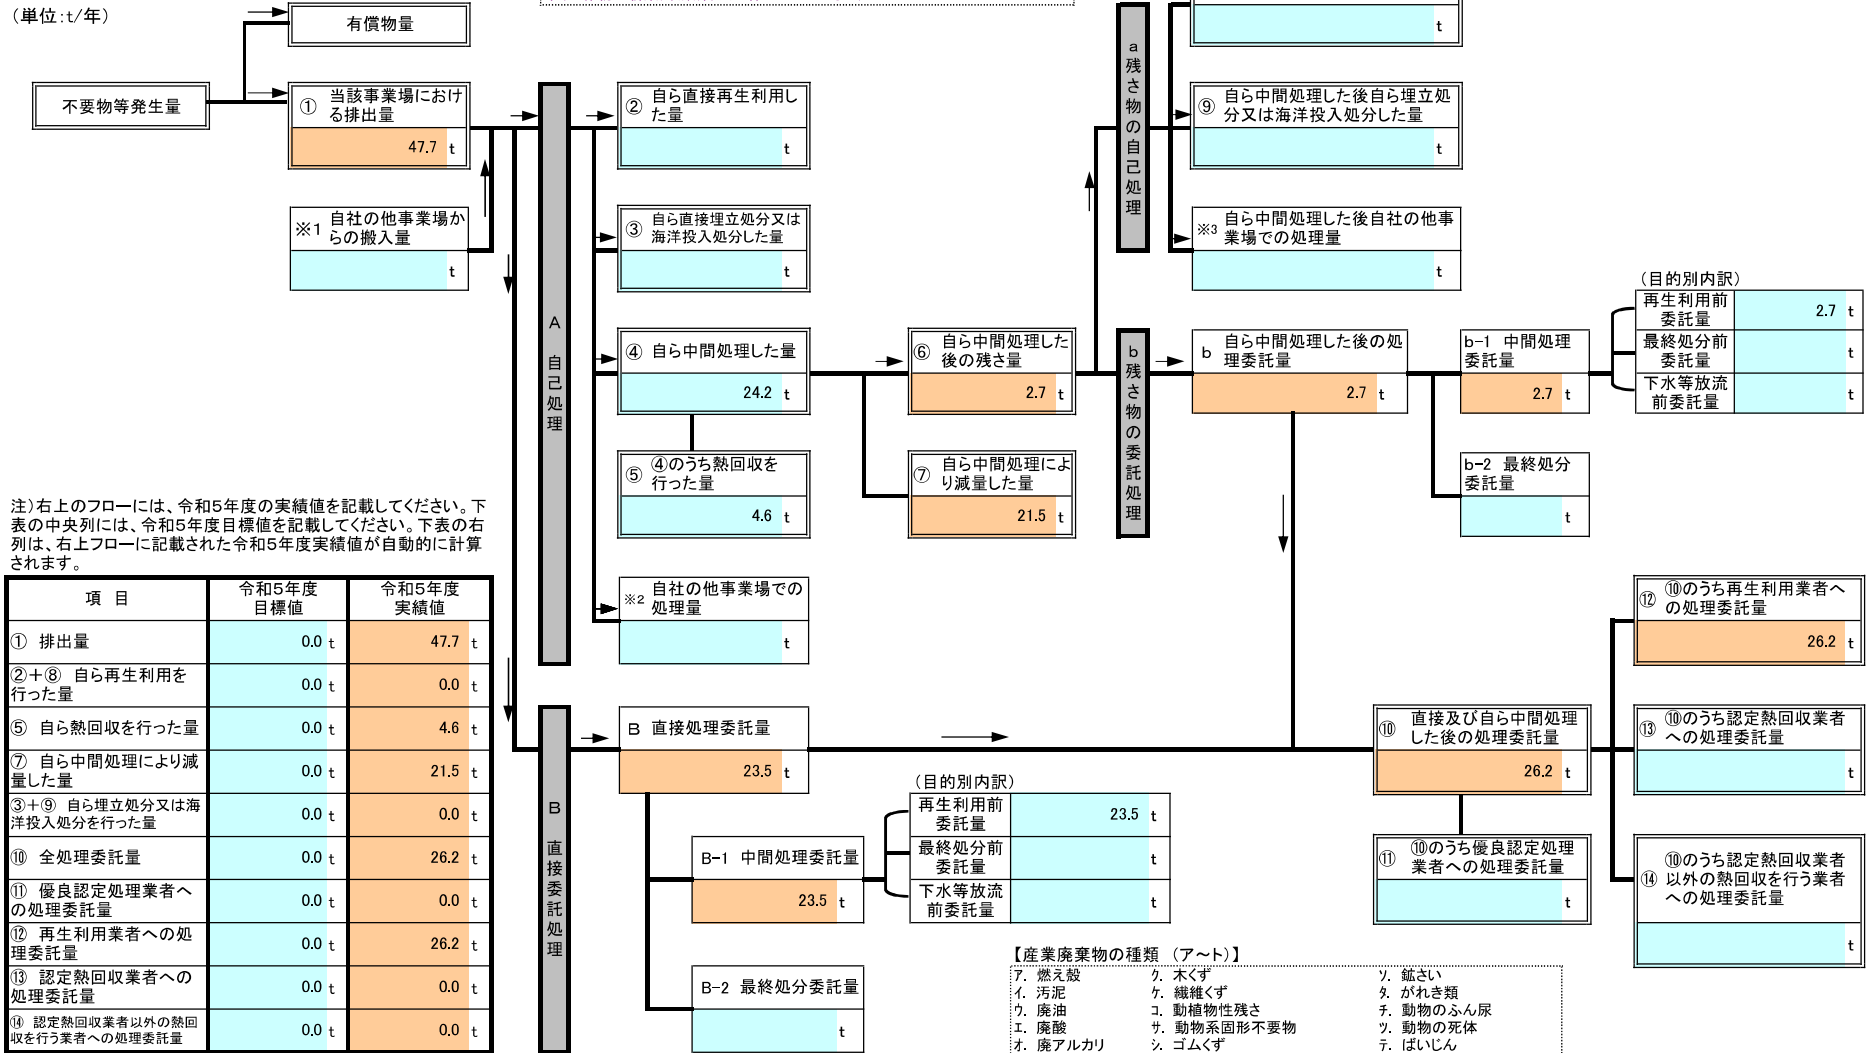 (単位:t/年)
有償物量
不要物等発生量
① 当該事業場におけ
る排出量
47.7 t
※1 自社の他事業場か
らの搬入量
t
A 自己処理
② 自ら直接再生利用し
た量
t
③ 自ら直接埋立処分又は
海洋投入処分した量
t
④ 自ら中間処理した量
24.2 t
⑤ ④のうち熱回収を
行った量
4.6 t
※2 自社の他事業場での
処理量
t
⑥ 自ら中間処理した
後の残さ量
2.7 t
⑦ 自ら中間処理によ
り減量した量
21.5 t
a 残さ物の自己処理
t
⑨ 自ら中間処理した後自ら埋立処
分又は海洋投入処分した量
t
※3 自ら中間処理した後自社の他事
業場での処理量
t
b 残さ物の委託処理
b 自ら中間処理した後の処
理委託量
2.7 t
b-1 中間処理
委託量
2.7 t
b-2 最終処分
委託量
t
(目的別内訳)
再生利用前
委託量
2.7 t
最終処分前
委託量
t
下水等放流
前委託量
t
注)右上のフローには、令和5年度の実績値を記載してください。下
表の中央列には、令和5年度目標値を記載してください。下表の右
列は、右上フローに記載された令和5年度実績値が自動的に計算
されます。
項 目 令和5年度 令和5年度
目標値 実績値
① 排出量 0.0 t 47.7 t
②+⑧ 自ら再生利用を
行った量 0.0 t 0.0 t
⑤ 自ら熱回収を行った量 0.0 t 4.6 t
⑦ 自ら中間処理により減
量した量 0.0 t 21.5 t
③+⑨ 自ら埋立処分又は海
洋投入処分を行った量 0.0 t 0.0 t
⑩ 全処理委託量 0.0 t 26.2 t
⑪ 優良認定処理業者へ
の処理委託量 0.0 t 0.0 t
⑫ 再生利用業者への処
理委託量 0.0 t 26.2 t
⑬ 認定熱回収業者への
処理委託量 0.0 t 0.0 t
⑭ 認定熱回収業者以外の熱回
収を行う業者への処理委託量 0.0 t 0.0 t
B 直接委託処理
B 直接処理委託量
23.5 t
B-1 中間処理委託量
23.5 t
B-2 最終処分委託量
t
(目的別内訳)
再生利用前
委託量
23.5 t
最終処分前
委託量
t
下水等放流
前委託量
t
⑩ 直接及び自ら中間処理
した後の処理委託量
26.2 t
⑪ ⑩のうち優良認定処理
業者への処理委託量
t
⑫ ⑩のうち再生利用業者へ
の処理委託量
26.2 t
⑬ ⑩のうち認定熱回収業者
への処理委託量
t
⑭ ⑩のうち認定熱回収業者
以外の熱回収を行う業者
への処理委託量
t
【産業廃棄物の種類 (ア~ト)】
ア. 燃え殻 ク. 木くず ソ. 鉱さい
イ. 汚泥 ケ. 繊維くず タ. がれき類
ウ. 廃油 コ. 動植物性残さ チ. 動物のふん尿
エ. 廃酸 サ. 動物系固形不要物 ツ. 動物の死体
オ. 廃アルカリ シ. ゴムくず テ. ばいじん